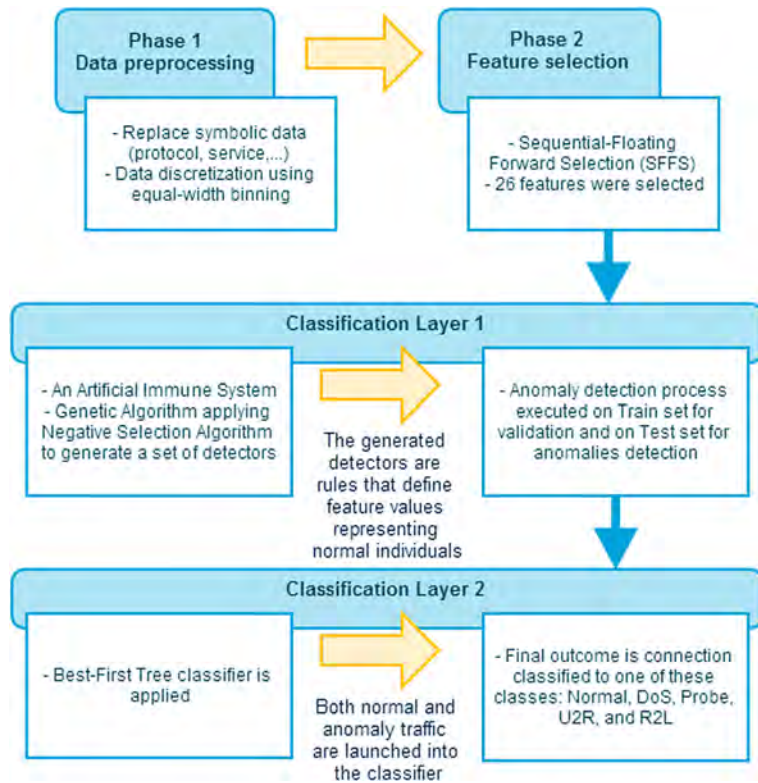 Phase 1
Data preprocessing
- Replace symbolic data
(protocol, service,...)
- Data discretization using
equal-width binning
Phase 2
Feature selection
- Sequential-Floating
Forward Selection (SFFS)
- 26 features were selected
Classification Layer 1
- An Artificial Immune System
- Genetic Algorithm applying
Negative Selection Algorithm
to generate a set of detectors
The generated
detectors are
rules that define
feature values
representing
normal individuals
- Anomaly detection process
executed on Train set for
validation and on Test set for
anomalies detection
Classification Layer 2
- Best-First Tree classifier is
applied
Both normal and
anomaly traffic
are launched into
the classifier
- Final outcome is connection
classified to one of these
classes: Normal, DoS, Probe,
U2R, and R2L